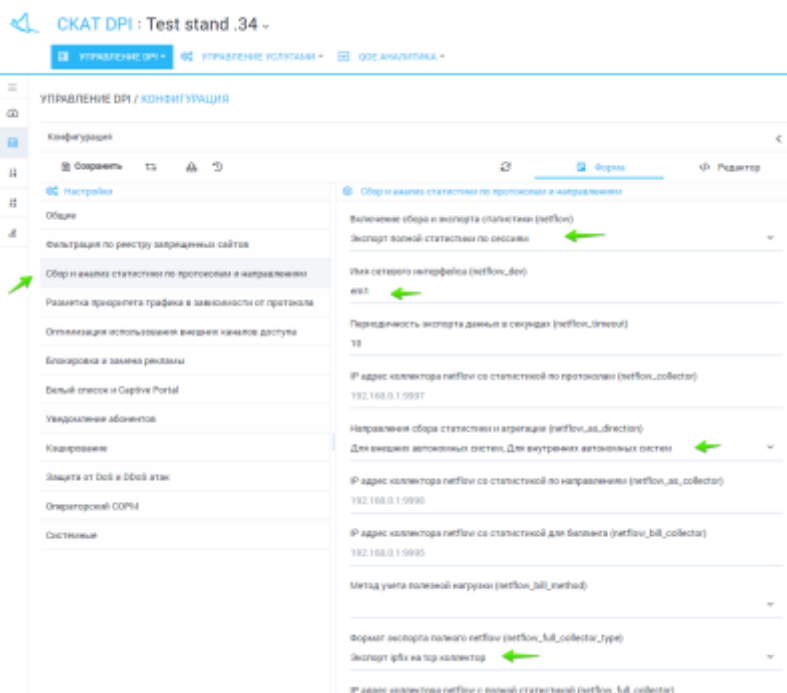 СКАТ DPI : Test stand .34
УПРАВЛЕНИЕ DPI
УПРАВЛЕНИЕ УСЛУГАМИ
QOE АНАЛИТИКА
УПРАВЛЕНИЕ DPI / КОНФИГУРАЦИЯ
Конфигурация
Сохранить
Форма
Редактор
Настройки
Общие
Фильтрация по реестру запрещенных сайтов
Сбор и анализ статистики по протоколам и направлениям
Разметка приоритета трафика в зависимости от протокола
Оптимизация использования внешних каналов доступа
Блокировка и замена рекламы
Белый список и Captive Portal
Уведомление абонентов
Кэширование
Защита от DoS и DDoS атак
Операторский СОРМ
Системные
Сбор и анализ статистики по протоколам и направлениям
Включение сбора и экспорта статистики (netflow)
Экспорт полной статистики по сессиям
Имя сетевого интерфейса (netflow_dev)
em1
Периодичность экспорта данных в секундах (netflow_timeout)
10
IP адрес коллектора netflow со статистикой по протоколам (netflow_collector)
192.168.0.1:9997
Направления сбора статистики и агрегации (netflow_as_direction)
Для внешних автономных систем, Для внутренних автономных систем
IP адрес коллектора netflow со статистикой по направлениям (netflow_as_collector)
192.168.0.1:9998
IP адрес коллектора netflow со статистикой для биллинга (netflow_bill_collector)
192.168.0.1:9995
Метод учета полезной нагрузки (netflow_bill_method)
Формат экспорта полного netflow (netflow_full_collector_type)
Экспорт ipfix на tcp коллектор
IP адрес коллектора netflow с полной статистикой (netflow_full_collector)